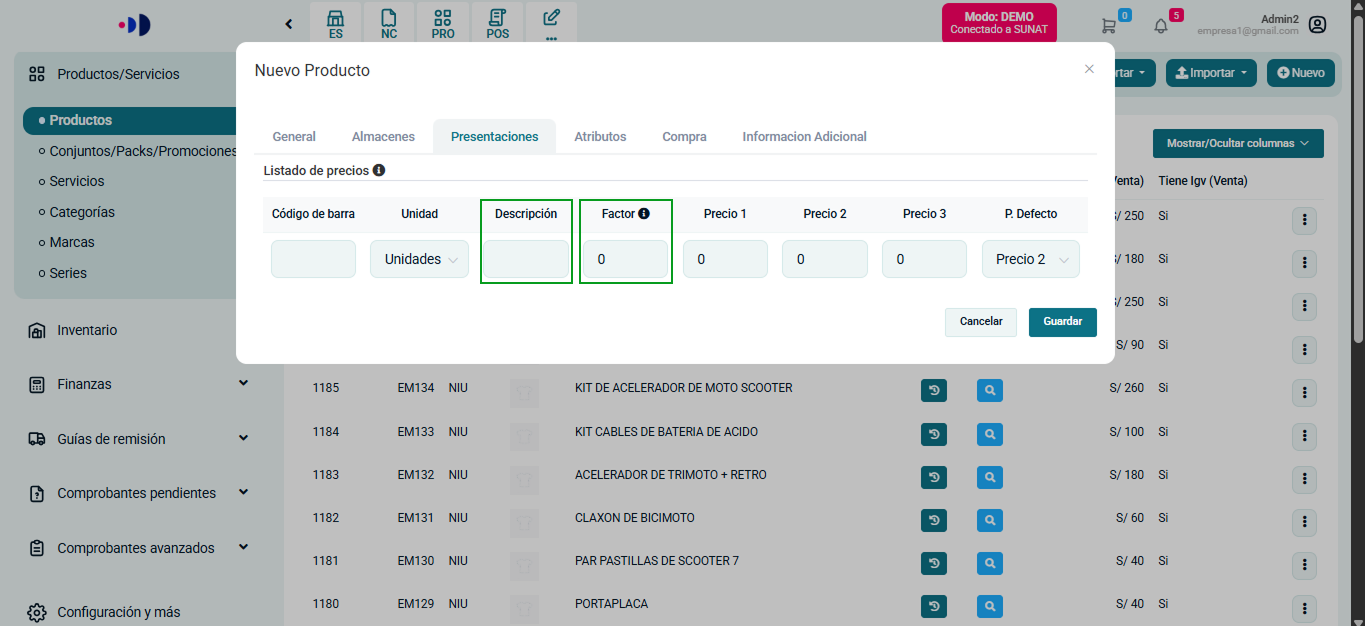 ES
NC
PRO
POS
Modo: DEMO
Conectado a SUNAT
0
5
Admin2
empresa1@gmail.com
Productos/Servicios
Productos
Conjuntos/Packs/Promociones
Servicios
Categorías
Marcas
Series
Inventario
Finanzas
Guías de remisión
Comprobantes pendientes
Comprobantes avanzados
Configuración y más
Importar
Nuevo
Mostrar/Ocultar columnas
Nuevo Producto
General Almacenes Presentaciones Atributos Compra Informacion Adicional
Listado de precios
Código de barra Unidad Descripción Factor Precio 1 Precio 2 Precio 3 P. Defecto
Unidades 0 0 0 0 Precio 2
Cancelar Guardar
Tiene Igv (Venta)
S/ 250 Si
S/ 180 Si
S/ 250 Si
S/ 90 Si
1185 EM134 NIU KIT DE ACELERADOR DE MOTO SCOOTER S/ 260 Si
1184 EM133 NIU KIT CABLES DE BATERIA DE ACIDO S/ 100 Si
1183 EM132 NIU ACELERADOR DE TRIMOTO + RETRO S/ 180 Si
1182 EM131 NIU CLAXON DE BICIMOTO S/ 60 Si
1181 EM130 NIU PAR PASTILLAS DE SCOOTER 7 S/ 40 Si
1180 EM129 NIU PORTAPLACA S/ 40 Si